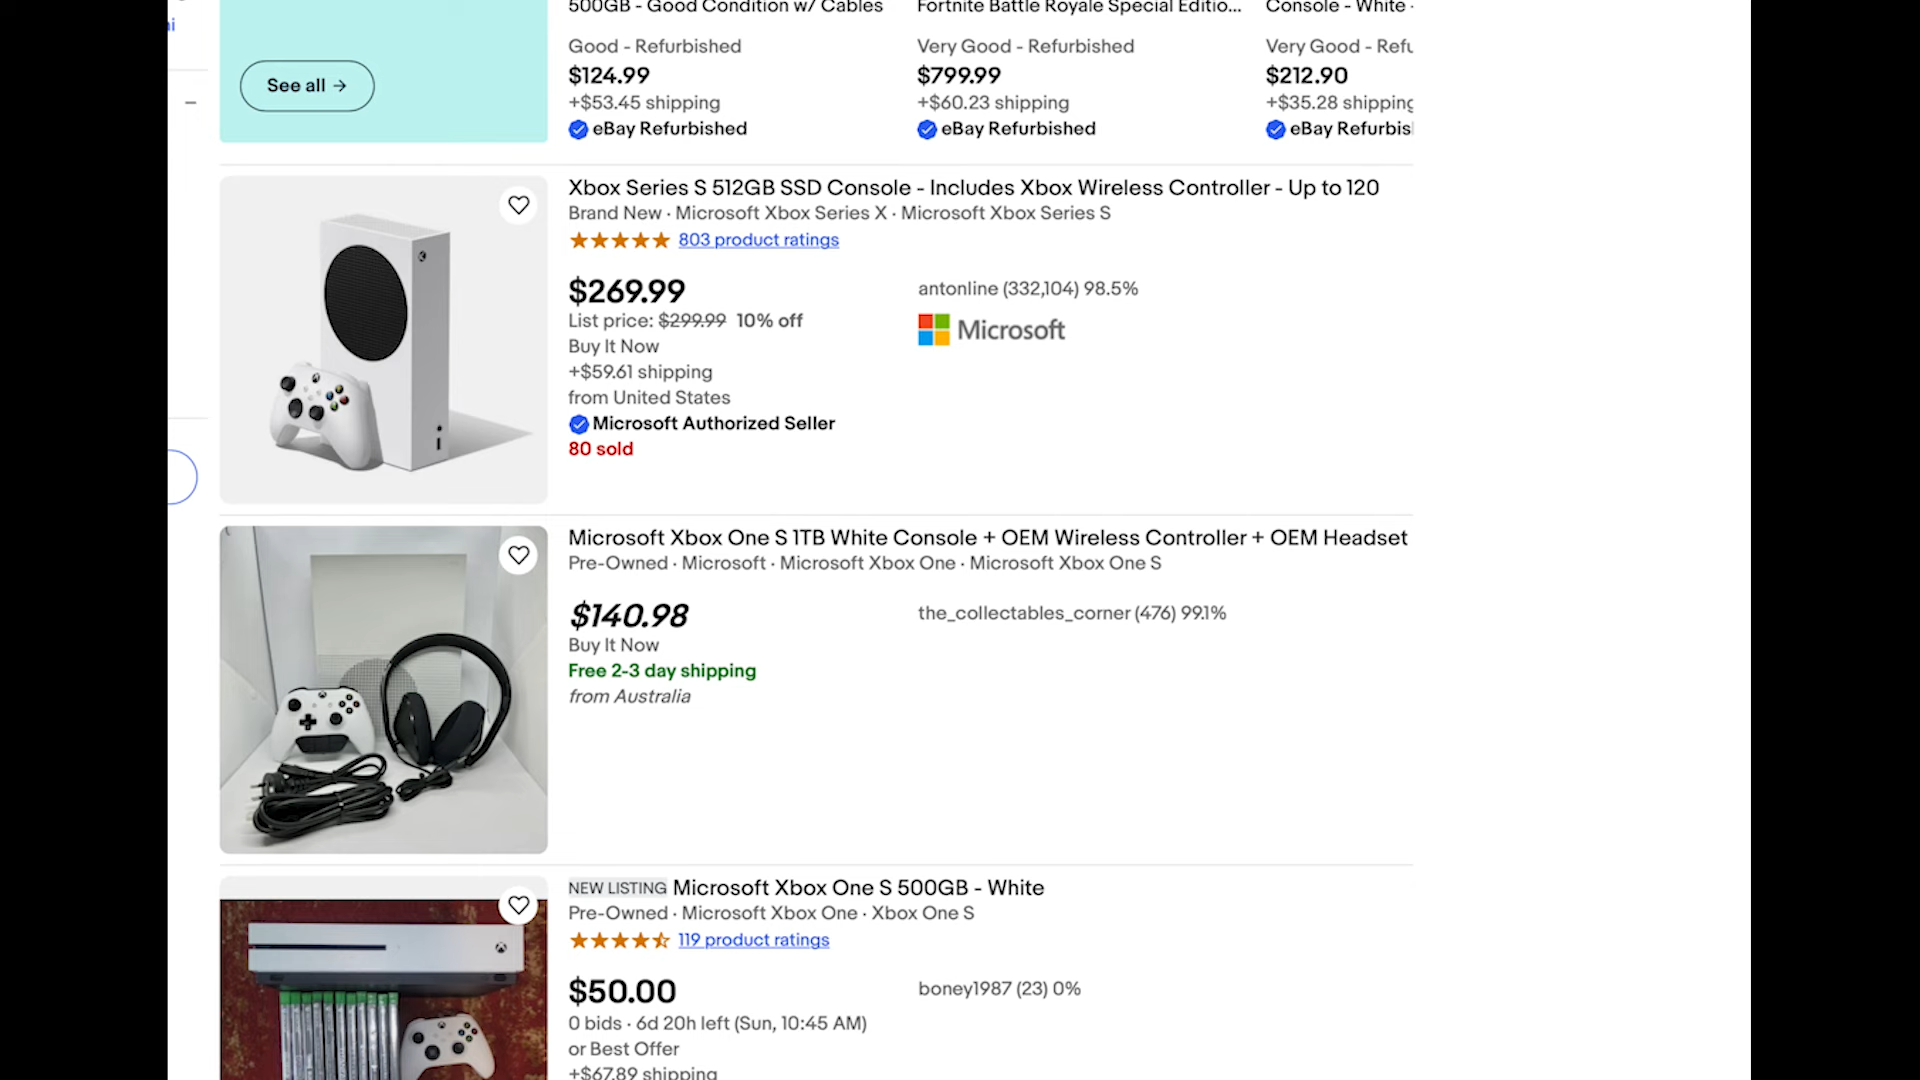 500GB - Good Condition w/ Cables
Good - Refurbished
$124.99
+$53.45 shipping
eBay Refurbished
Fortnite Battle Royale Special Editio...
Very Good - Refurbished
$799.99
+$60.23 shipping
eBay Refurbished
Console - White -
Very Good - Refu
$212.90
+$35.28 shipping
eBay Refurbis
See all →
Xbox Series S 512GB SSD Console - Includes Xbox Wireless Controller - Up to 120
Brand New · Microsoft Xbox Series X · Microsoft Xbox Series S
803 product ratings
$269.99
List price: $299.99 10% off
Buy It Now
+$59.61 shipping
from United States
Microsoft Authorized Seller
80 sold
antonline (332,104) 98.5%
Microsoft
Microsoft Xbox One S 1TB White Console + OEM Wireless Controller + OEM Headset
Pre-Owned · Microsoft · Microsoft Xbox One · Microsoft Xbox One S
$140.98
Buy It Now
Free 2-3 day shipping
from Australia
the_collectables_corner (476) 99.1%
NEW LISTING Microsoft Xbox One S 500GB - White
Pre-Owned · Microsoft Xbox One · Xbox One S
119 product ratings
$50.00
0 bids · 6d 20h left (Sun, 10:45 AM)
or Best Offer
+$67.89 shipping
boney1987 (23) 0%